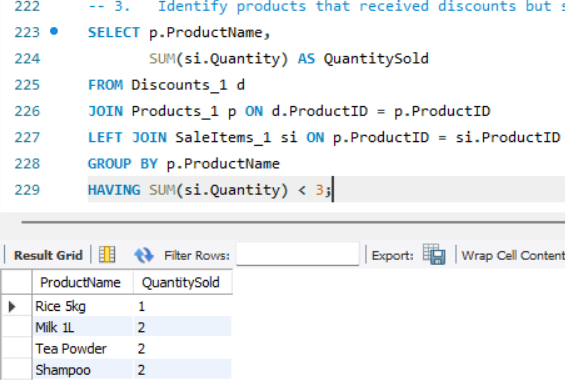 222 -- 3. Identify products that received discounts but
223 SELECT p.ProductName,
224 SUM(si.Quantity) AS QuantitySold
225 FROM Discounts_1 d
226 JOIN Products_1 p ON d.ProductID = p.ProductID
227 LEFT JOIN SaleItems_1 si ON p.ProductID = si.ProductID
228 GROUP BY p.ProductName
229 HAVING SUM(si.Quantity) < 3;
Result Grid Filter Rows: Export: Wrap Cell Content
ProductName QuantitySold
Rice 5kg 1
Milk 1L 2
Tea Powder 2
Shampoo 2